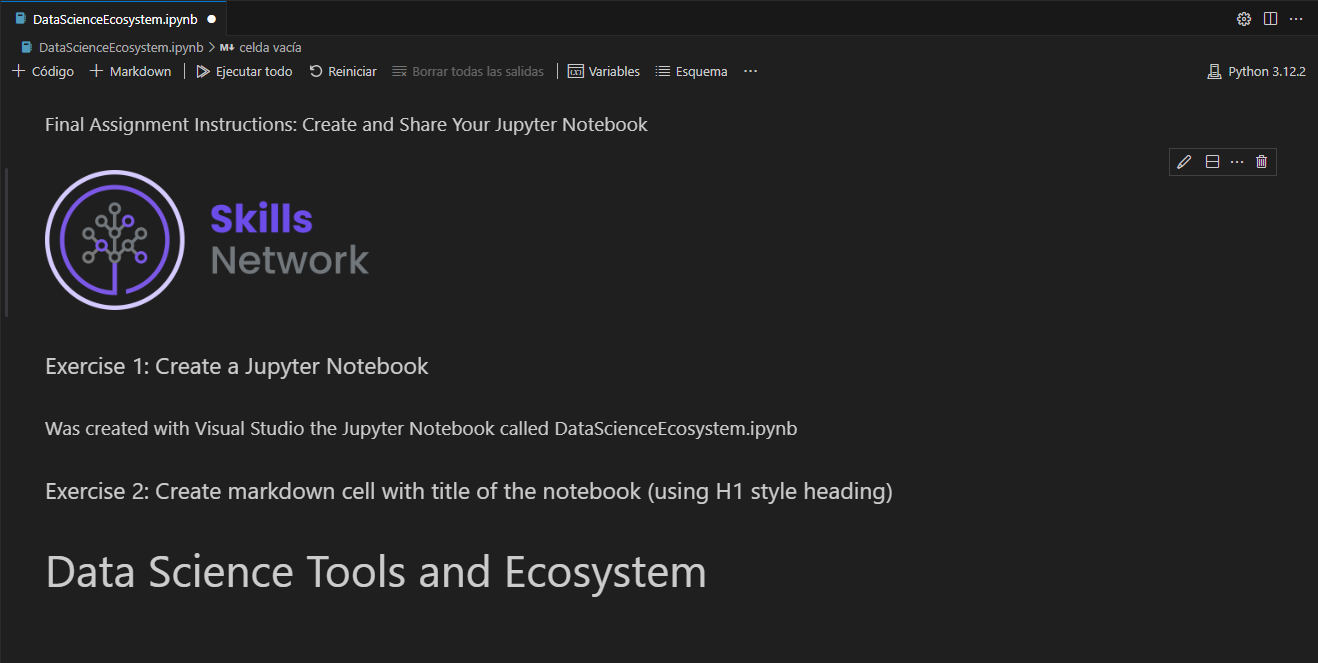 DataScienceEcosystem.ipynb
DataScienceEcosystem.ipynb > M↓ celda vacía
+ Código + Markdown | Ejecutar todo Reiniciar Borrar todas las salidas | Variables Esquema ... Python 3.12.2
Final Assignment Instructions: Create and Share Your Jupyter Notebook
Skills
Network
Exercise 1: Create a Jupyter Notebook
Was created with Visual Studio the Jupyter Notebook called DataScienceEcosystem.ipynb
Exercise 2: Create markdown cell with title of the notebook (using H1 style heading)
Data Science Tools and Ecosystem